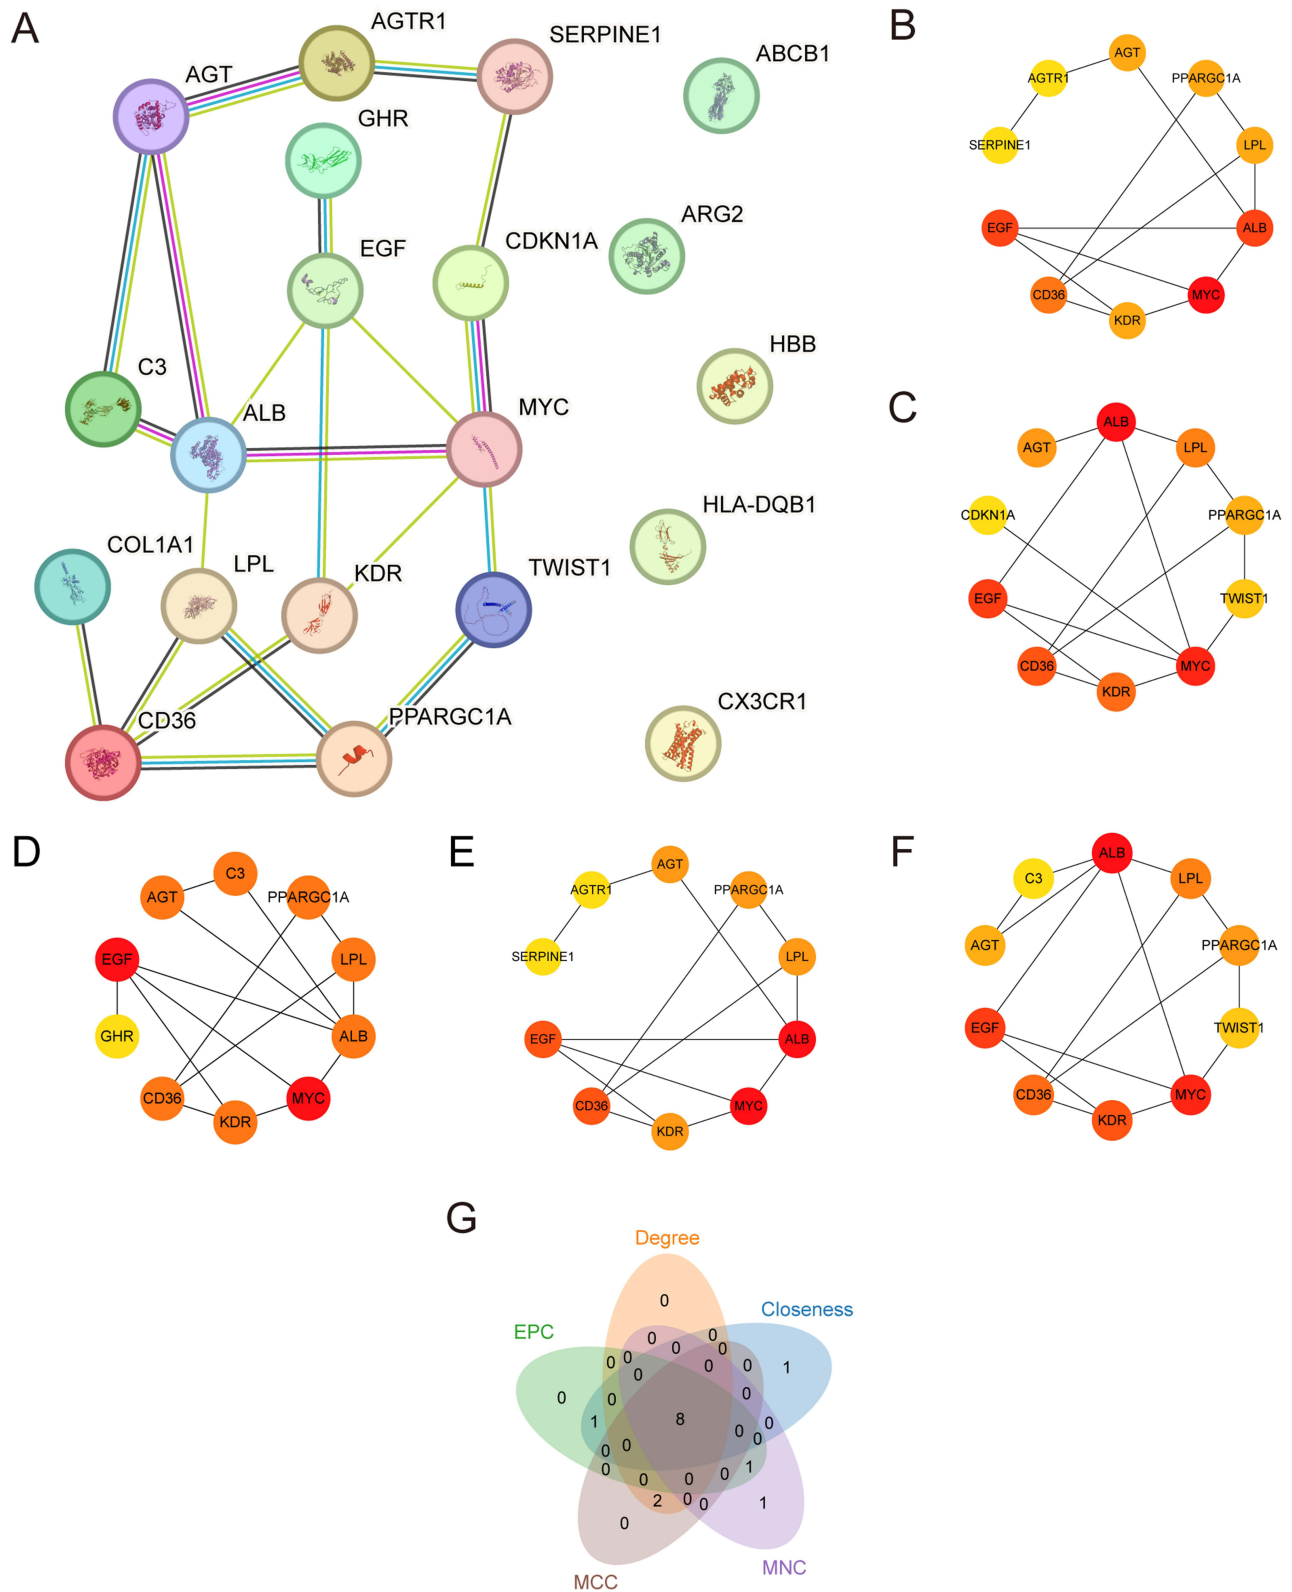 A
AGTR1
SERPINE1
AGT
ABCB1
GHR
ARG2
CDKN1A
EGF
HBB
C3
ALB
MYC
HLA-DQB1
COL1A1
LPL
KDR
TWIST1
CX3CR1
CD36
PPARGC1A
B
AGT
AGTR1
PPARGC1A
SERPINE1
LPL
EGF
ALB
CD36
MYC
KDR
C
ALB
AGT
LPL
CDKN1A
PPARGC1A
EGF
TWIST1
CD36
MYC
KDR
D
C3
AGT
PPARGC1A
EGF
LPL
GHR
ALB
CD36
MYC
KDR
E
AGT
AGTR1
PPARGC1A
SERPINE1
LPL
EGF
ALB
CD36
MYC
KDR
F
ALB
C3
LPL
AGT
PPARGC1A
EGF
TWIST1
CD36
MYC
KDR
G
Degree
Closeness
EPC
0
0
0
0
0
0
0
0
0
1
0
0
0
0
0
1
8
0
0
0
0
0
0
1
0
0
0
0
2
0
0
1
0
MNC
MCC